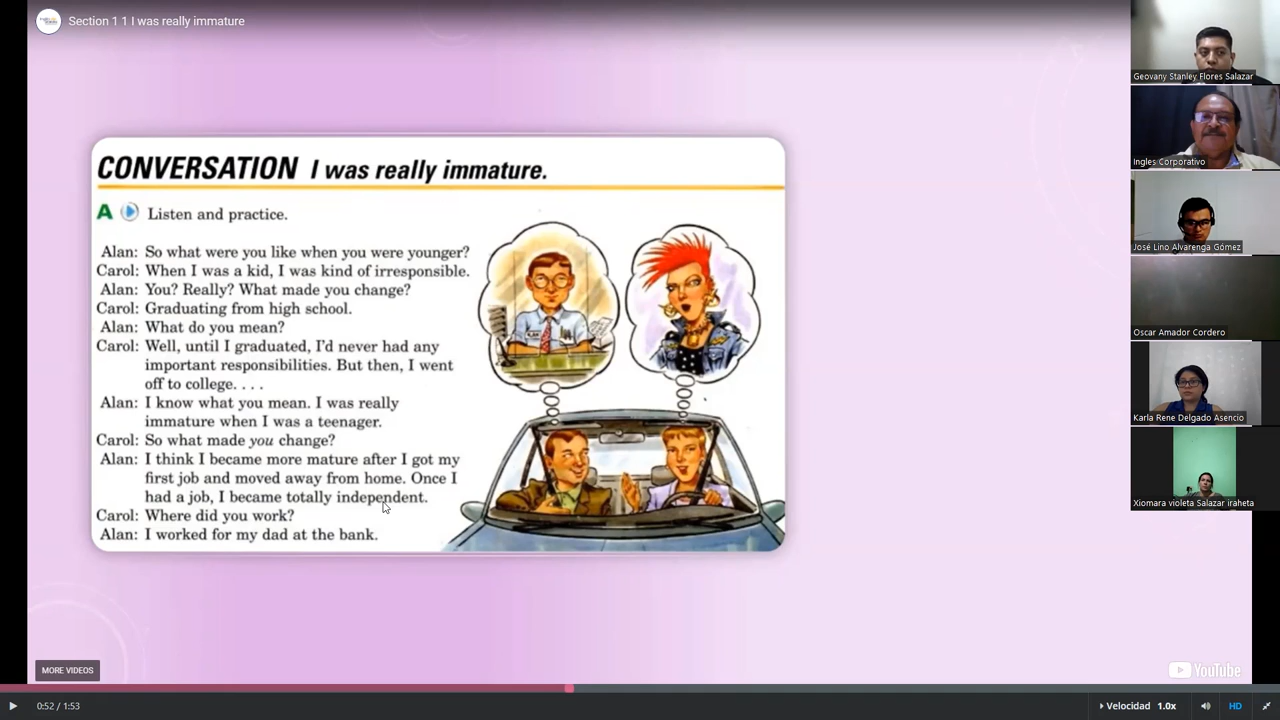 Section 1 1 I was really immature
CONVERSATION I was really immature.
A Listen and practice.
Alan: So what were you like when you were younger?
Carol: When I was a kid, I was kind of irresponsible.
Alan: You? Really? What made you change?
Carol: Graduating from high school.
Alan: What do you mean?
Carol: Well, until I graduated, I'd never had any
important responsibilities. But then, I went
off to college. . . .
Alan: I know what you mean. I was really
immature when I was a teenager.
Carol: So what made you change?
Alan: I think I became more mature after I got my
first job and moved away from home. Once I
had a job, I became totally independent.
Carol: Where did you work?
Alan: I worked for my dad at the bank.
Geovany Stanley Flores Salazar
Ingles Corporativo
José Lino Alvarenga Gómez
Oscar Amador Cordero
Karla Rene Delgado Asencio
Xiomara violeta Salazar iraheta
MORE VIDEOS
YouTube
0:52 / 1:53
Velocidad 1.0x
HD